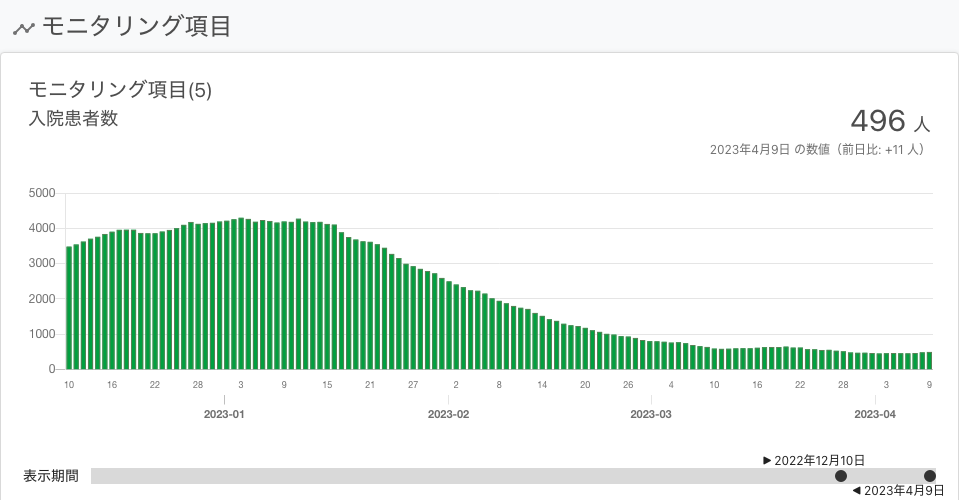 モニタリング項目
モニタリング項目(5)
入院患者数
496 人
2023年4月9日 の数値（前日比: +11 人）
5000
4000
3000
2000
1000
0
10 16 22 28 3 9 15 21 27 2 8 14 20 26 4 10 16 22 28 3 9
2023-01 2023-02 2023-03 2023-04
2022年12月10日
表示期間
2023年4月9日